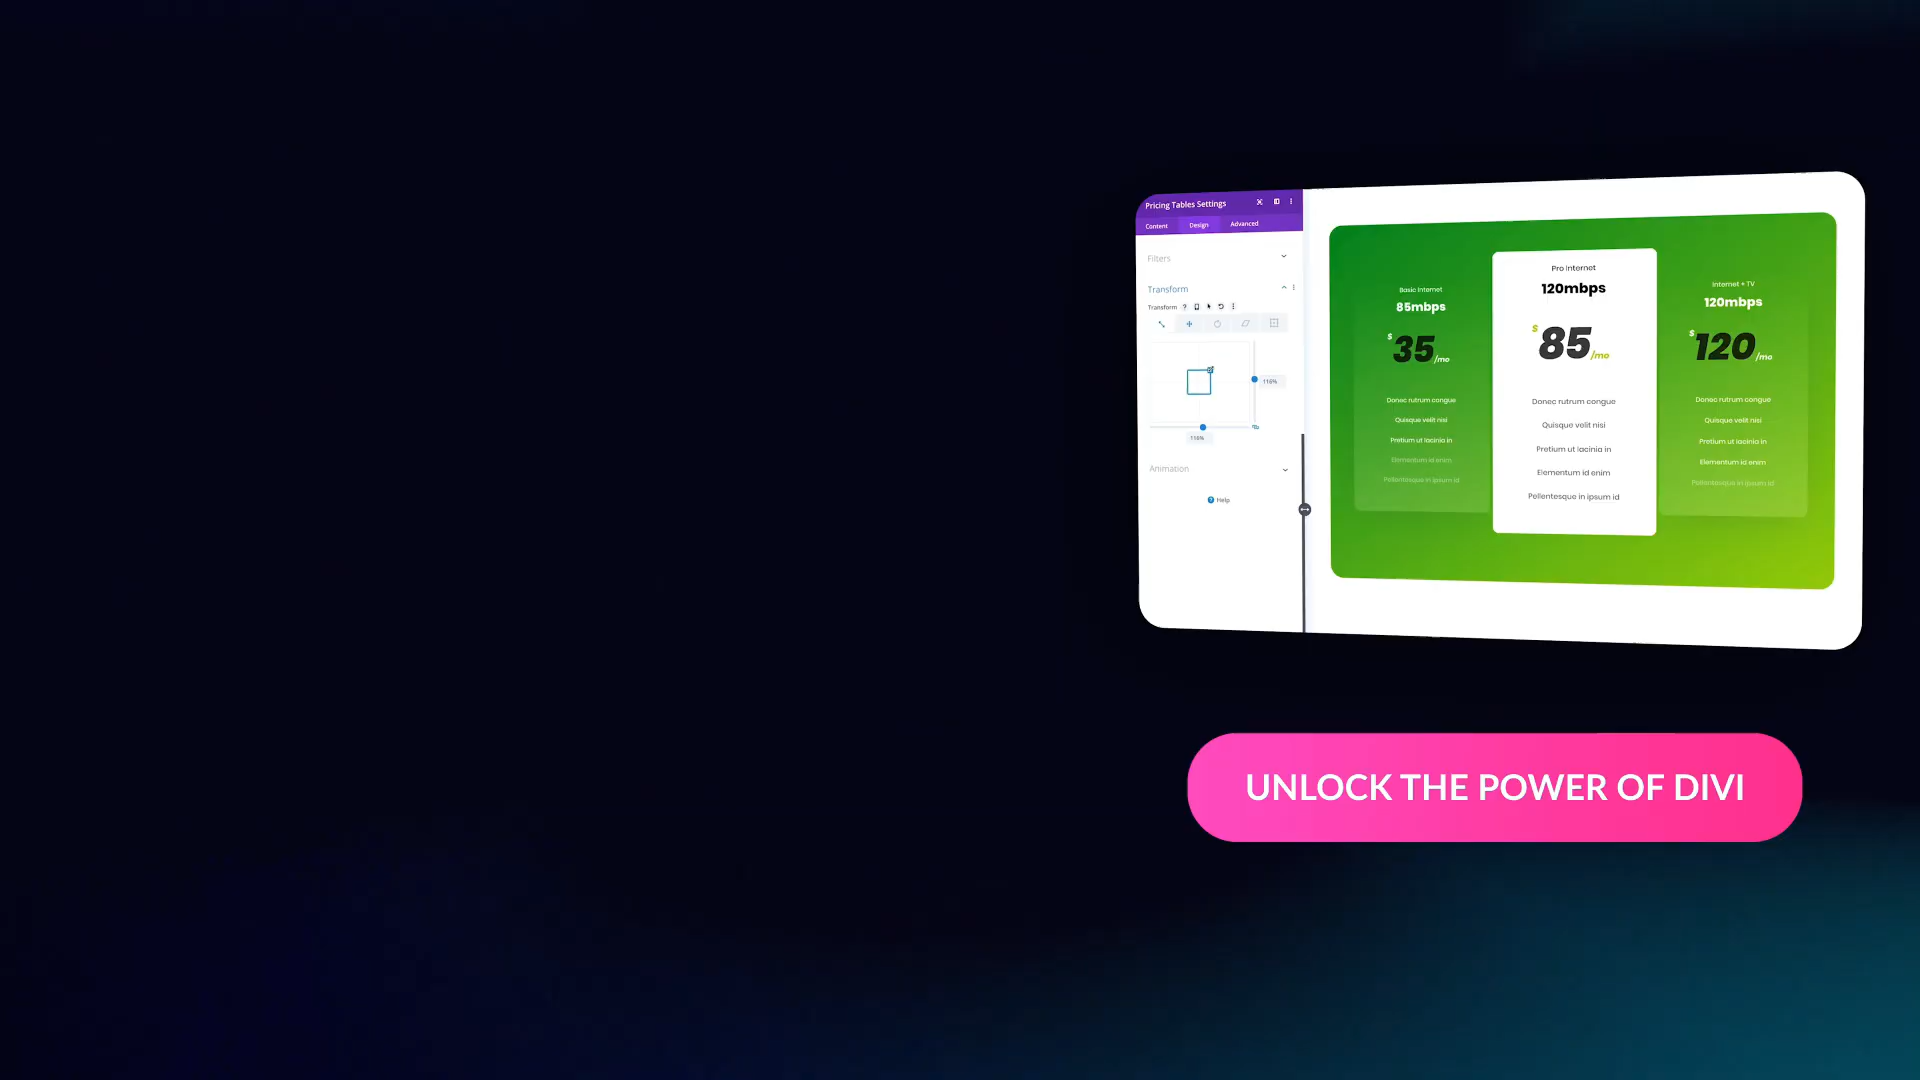 Pricing Tables Settings
Content Design Advanced
Filters
Transform
Transform
116%
116%
Animation
Help
Basic Internet
85mbps
$35/mo
Donec rutrum congue
Quisque velit nisi
Pretium ut lacinia in
Elementum id enim
Pellentesque in ipsum id
Pro Internet
120mbps
$85/mo
Donec rutrum congue
Quisque velit nisi
Pretium ut lacinia in
Elementum id enim
Pellentesque in ipsum id
Internet + TV
120mbps
$120/mo
Donec rutrum congue
Quisque velit nisi
Pretium ut lacinia in
Elementum id enim
Pellentesque in ipsum id
UNLOCK THE POWER OF DIVI